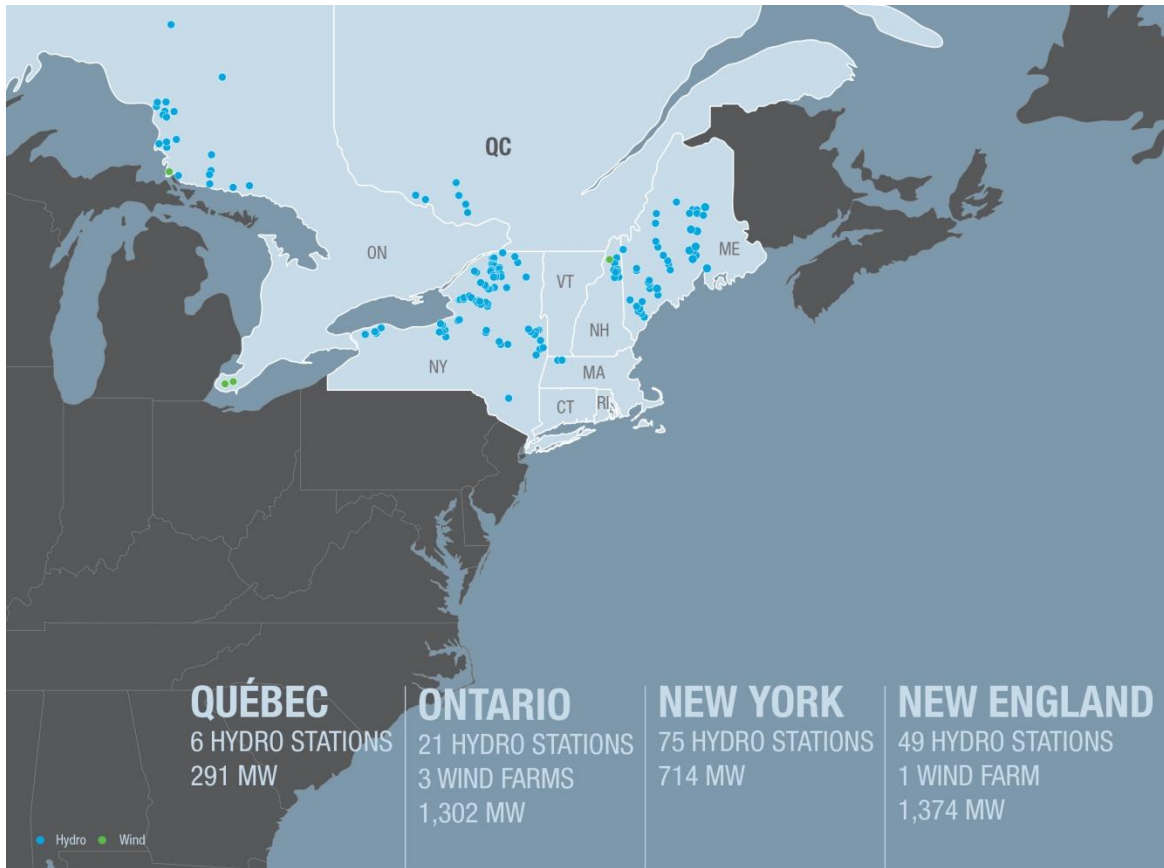 QC
ON
ME
VT
NH
NY
MA
CT
RI
QUÉBEC
6 HYDRO STATIONS
291 MW
ONTARIO
21 HYDRO STATIONS
3 WIND FARMS
1,302 MW
NEW YORK
75 HYDRO STATIONS
714 MW
NEW ENGLAND
49 HYDRO STATIONS
1 WIND FARM
1,374 MW
Hydro Wind